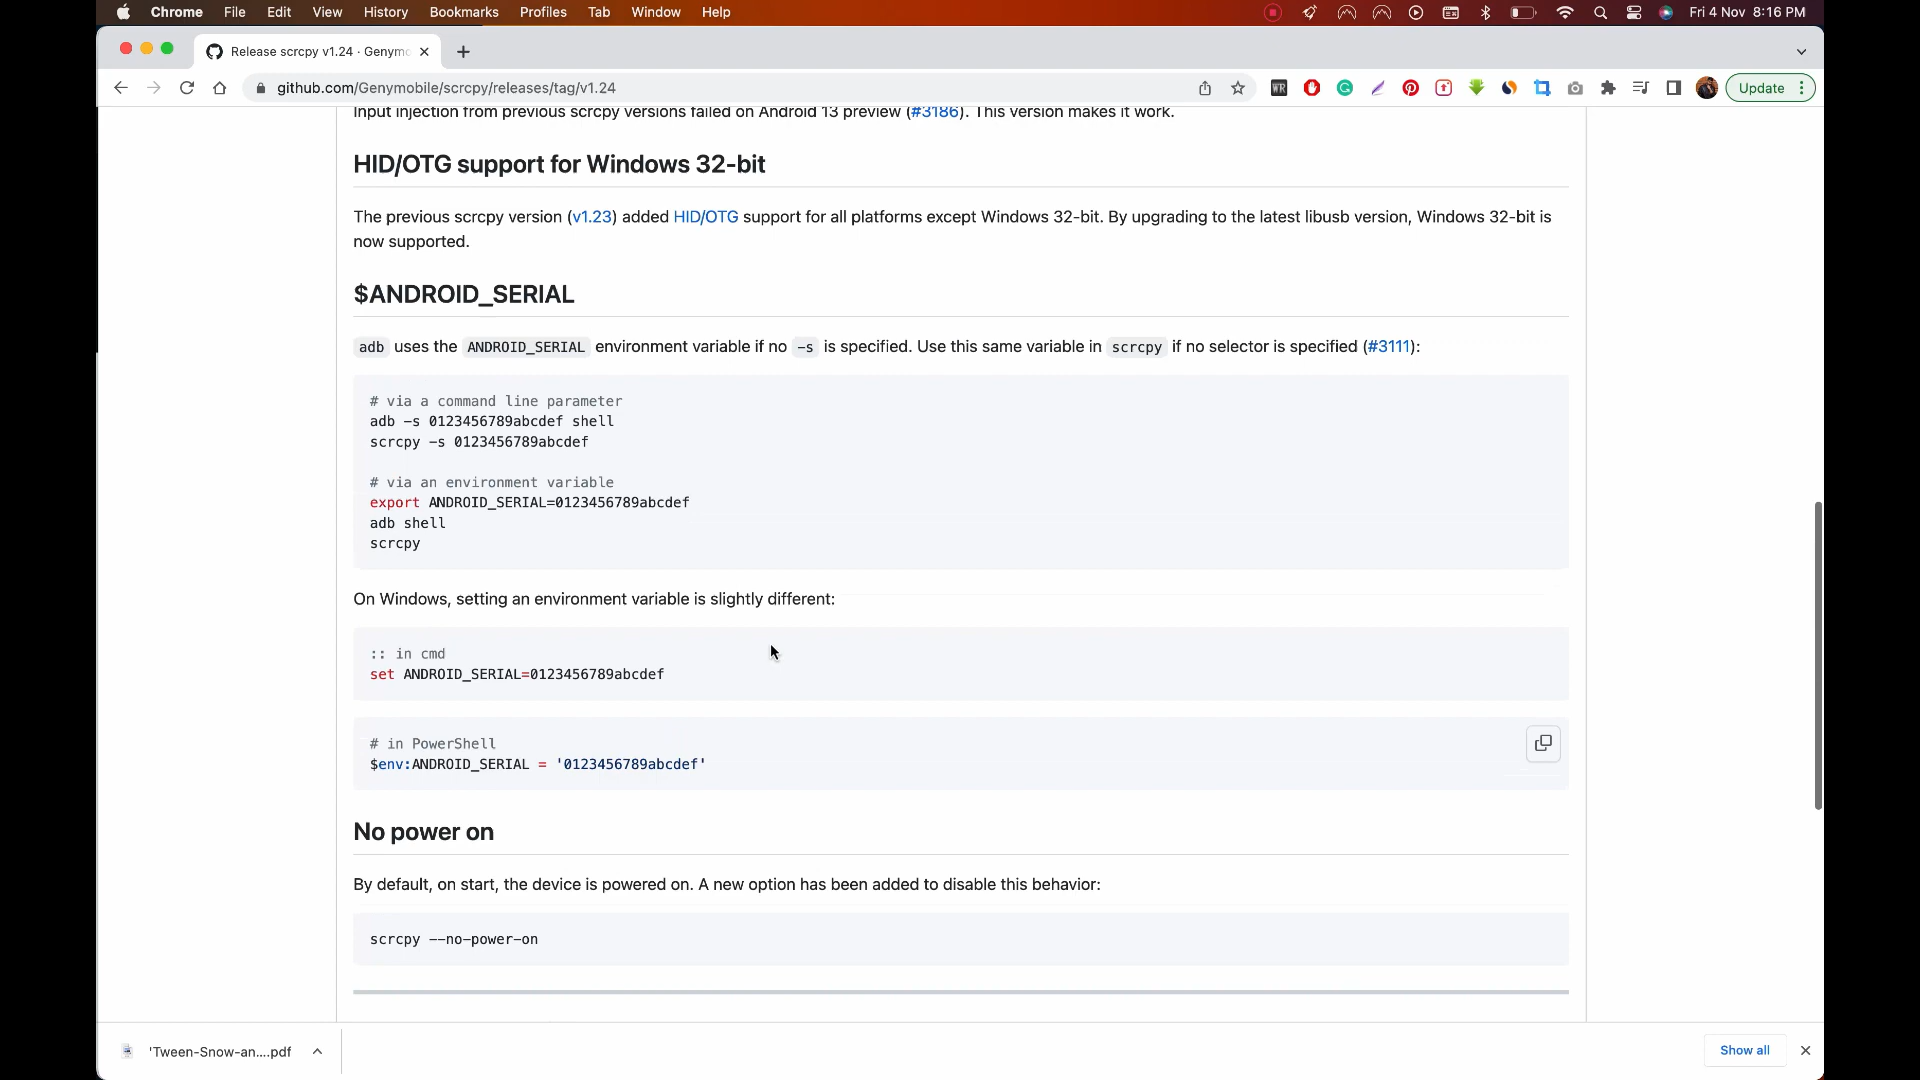 Chrome File Edit View History Bookmarks Profiles Tab Window Help Fri 4 Nov 8:16 PM
Release scrcpy v1.24 · Genymo
github.com/Genymobile/scrcpy/releases/tag/v1.24 WR Update
Input injection from previous scrcpy versions failed on Android 13 preview (#3186). This version makes it work.
HID/OTG support for Windows 32-bit
The previous scrcpy version (v1.23) added HID/OTG support for all platforms except Windows 32-bit. By upgrading to the latest libusb version, Windows 32-bit is
now supported.
$ANDROID_SERIAL
adb uses the ANDROID_SERIAL environment variable if no -s is specified. Use this same variable in scrcpy if no selector is specified (#3111):
# via a command line parameter
adb -s 0123456789abcdef shell
scrcpy -s 0123456789abcdef
# via an environment variable
export ANDROID_SERIAL=0123456789abcdef
adb shell
scrcpy
On Windows, setting an environment variable is slightly different:
:: in cmd
set ANDROID_SERIAL=0123456789abcdef
# in PowerShell
$env:ANDROID_SERIAL = '0123456789abcdef'
No power on
By default, on start, the device is powered on. A new option has been added to disable this behavior:
scrcpy --no-power-on
'Tween-Snow-an....pdf Show all